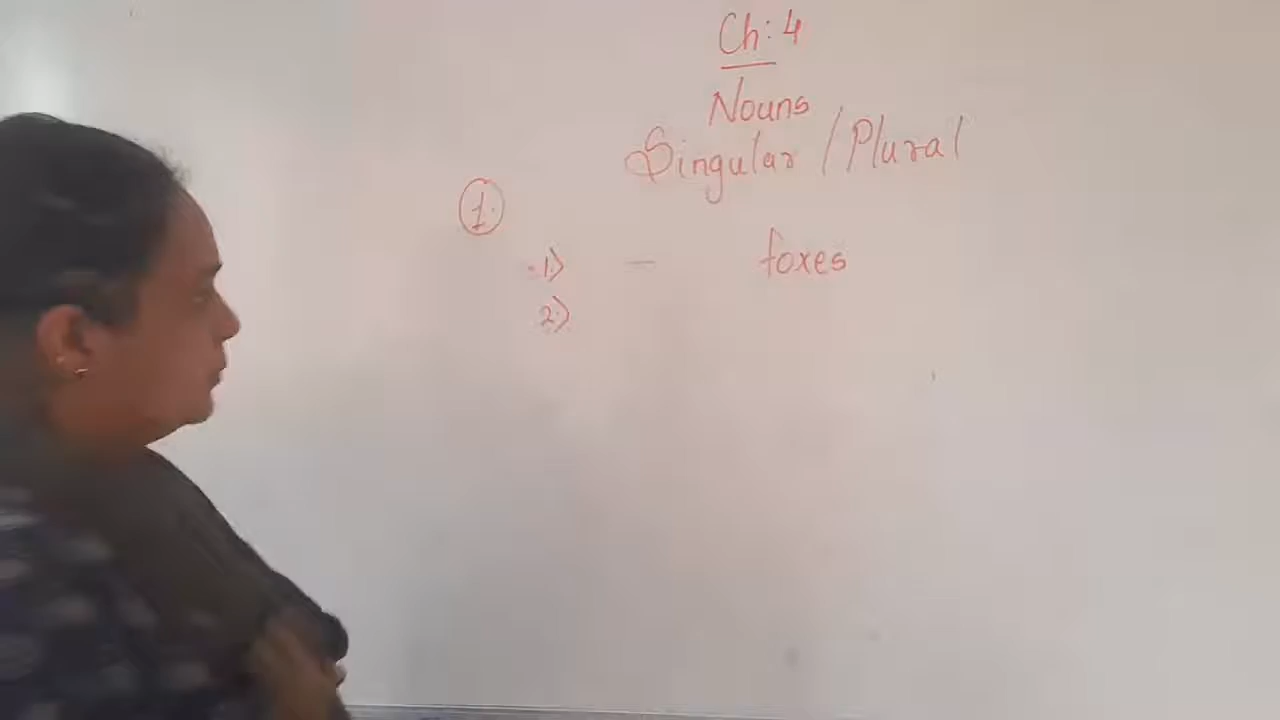 Ch: 4
Nouns
Singular / Plural
1.
1.) — foxes
2.)